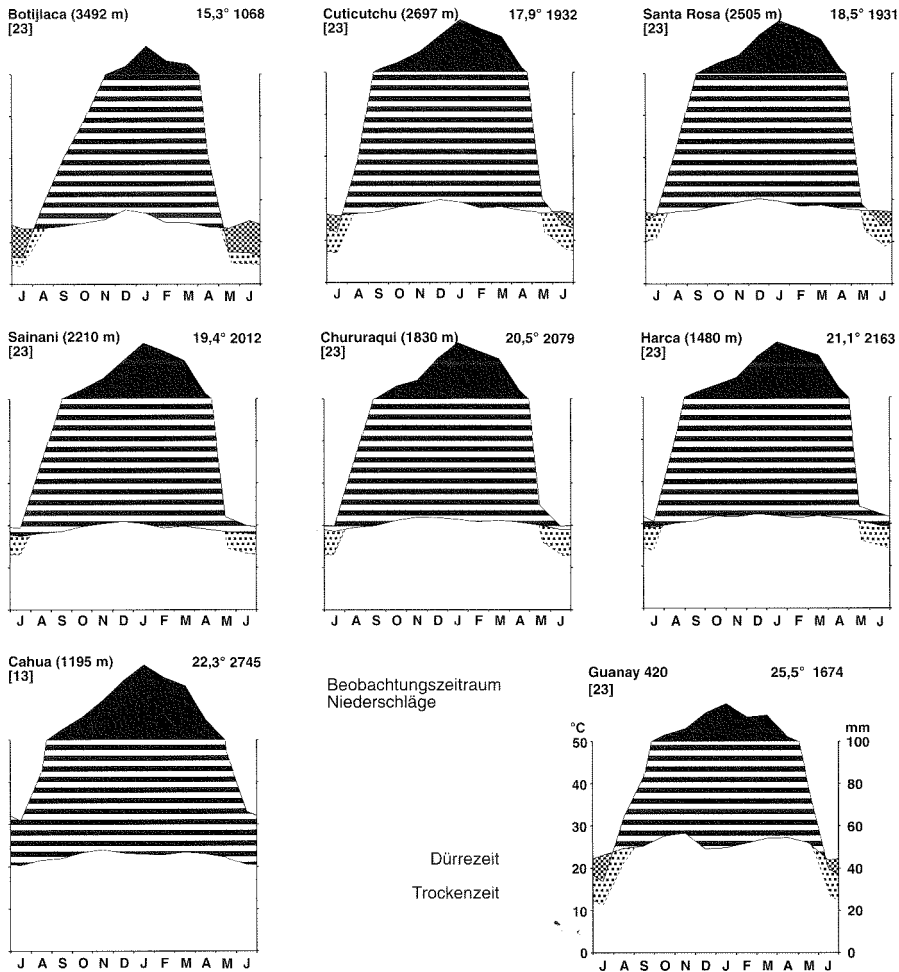 Botijlaca (3492 m) 15,3° 1068
[23]
J A S O N D J F M A M J
Cuticutchu (2697 m) 17,9° 1932
[23]
J A S O N D J F M A M J
Santa Rosa (2505 m) 18,5° 1931
[23]
J A S O N D J F M A M J
Sainani (2210 m) 19,4° 2012
[23]
J A S O N D J F M A M J
Chururaqui (1830 m) 20,5° 2079
[23]
J A S O N D J F M A M J
Harca (1480 m) 21,1° 2163
[23]
J A S O N D J F M A M J
Cahua (1195 m) 22,3° 2745
[13]
J A S O N D J F M A M J
Beobachtungszeitraum
Niederschläge
Dürrezeit
Trockenzeit
Guanay 420 25,5° 1674
[23]
°C mm
50 100
40 80
30 60
20 40
10 20
0 0
J A S O N D J F M A M J